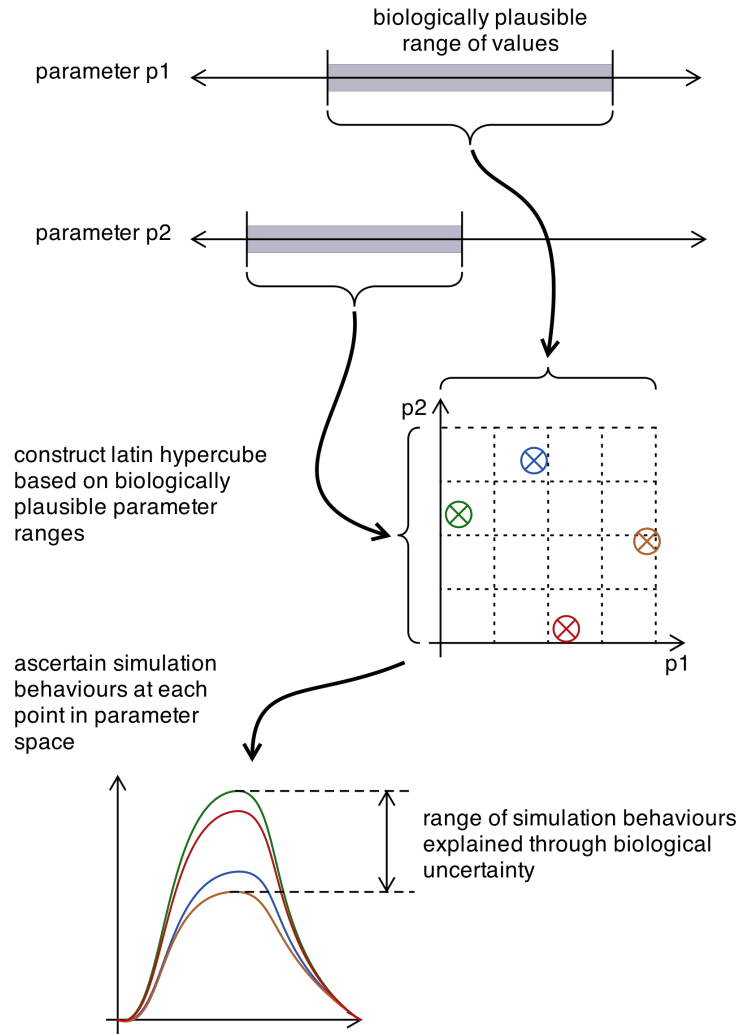 biologically plausible
range of values
parameter p1
parameter p2
p2
construct latin hypercube
based on biologically
plausible parameter
ranges
p1
ascertain simulation
behaviours at each
point in parameter
space
range of simulation behaviours
explained through biological
uncertainty